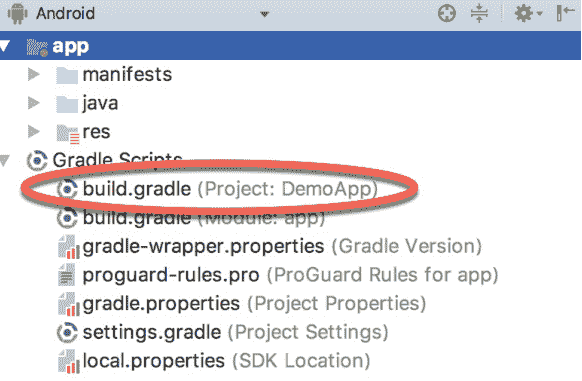 Android
app
manifests
java
res
Gradle Scripts
build.gradle (Project: DemoApp)
build.gradle (Module: app)
gradle-wrapper.properties (Gradle Version)
proguard-rules.pro (ProGuard Rules for app)
gradle.properties (Project Properties)
settings.gradle (Project Settings)
local.properties (SDK Location)